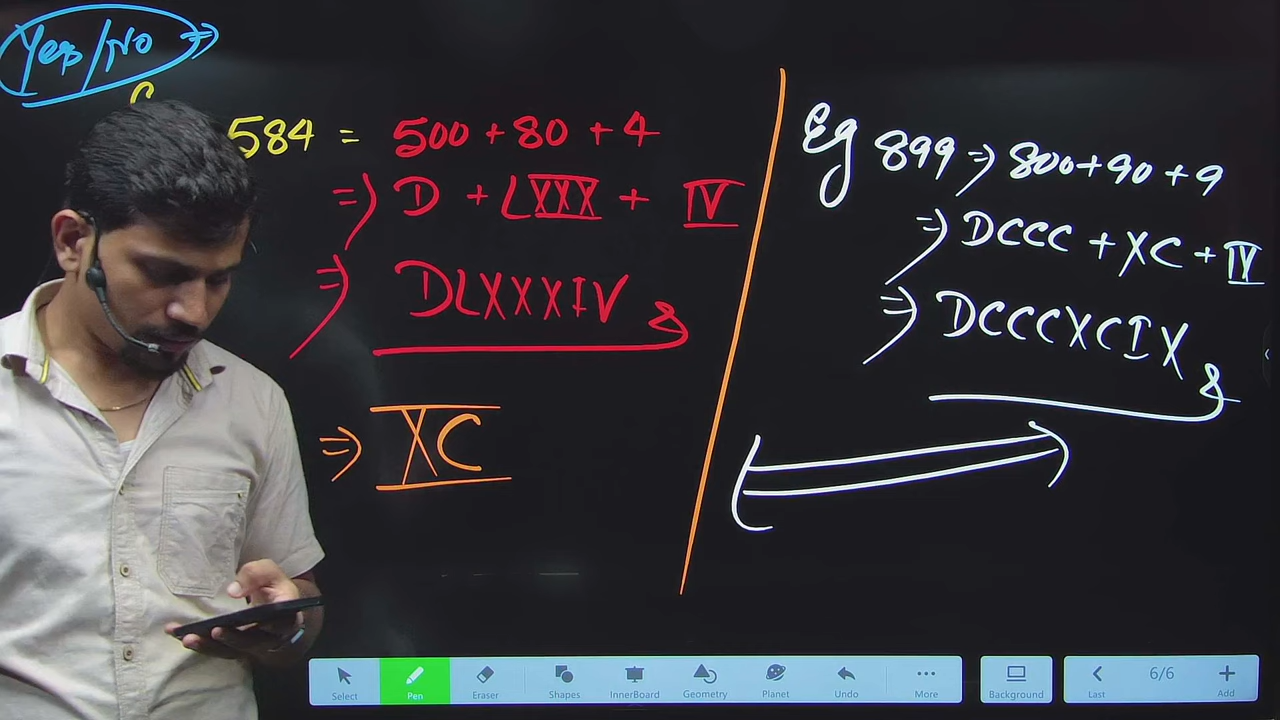 Yes/No =>
584 = 500 + 80 + 4
=> D + LXXX + IV
=> DLXXXIV
=> XC
Eg 899 => 800 + 90 + 9
=> DCCC + XC + IV
=> DCCCXCIX
Select Pen Eraser Shapes InnerBoard Geometry Planet Undo More Background Last 6/6 Add